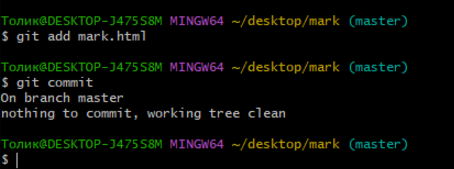 Толик@DESKTOP-J475S8M MINGW64 ~/desktop/mark (master)
$ git add mark.html
Толик@DESKTOP-J475S8M MINGW64 ~/desktop/mark (master)
$ git commit
On branch master
nothing to commit, working tree clean
Толик@DESKTOP-J475S8M MINGW64 ~/desktop/mark (master)
$